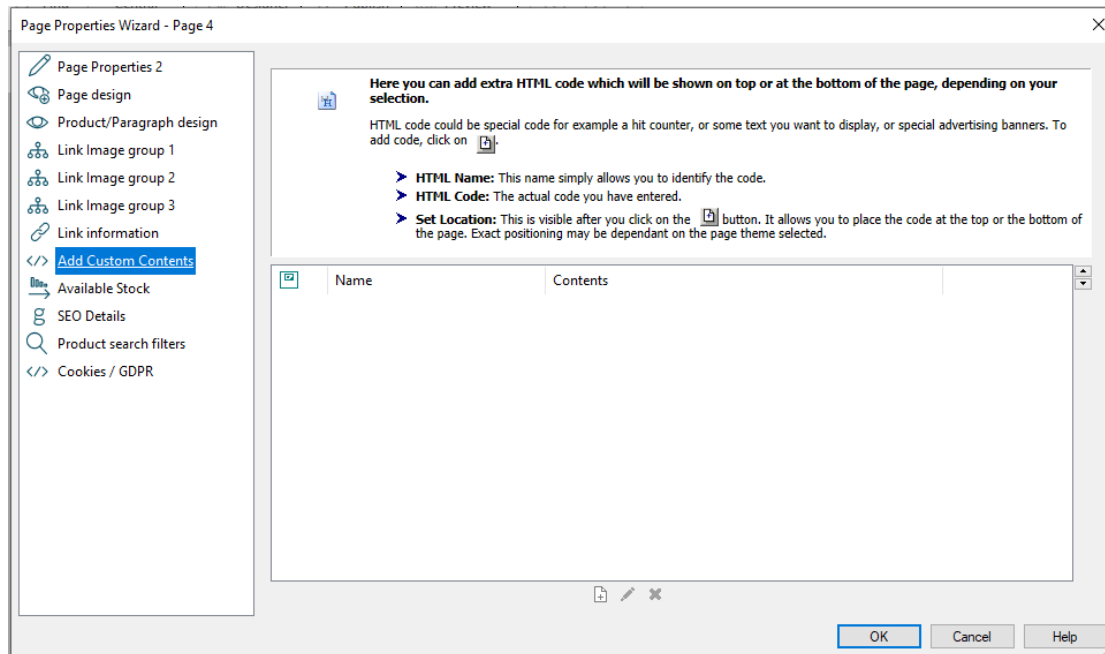 Page Properties Wizard - Page 4
Page Properties 2
Page design
Product/Paragraph design
Link Image group 1
Link Image group 2
Link Image group 3
Link information
Add Custom Contents
Available Stock
SEO Details
Product search filters
Cookies / GDPR
Here you can add extra HTML code which will be shown on top or at the bottom of the page, depending on your
selection.
HTML code could be special code for example a hit counter, or some text you want to display, or special advertising banners. To
add code, click on .
HTML Name: This name simply allows you to identify the code.
HTML Code: The actual code you have entered.
Set Location: This is visible after you click on the button. It allows you to place the code at the top or the bottom of
the page. Exact positioning may be dependant on the page theme selected.
Name Contents
OK Cancel Help